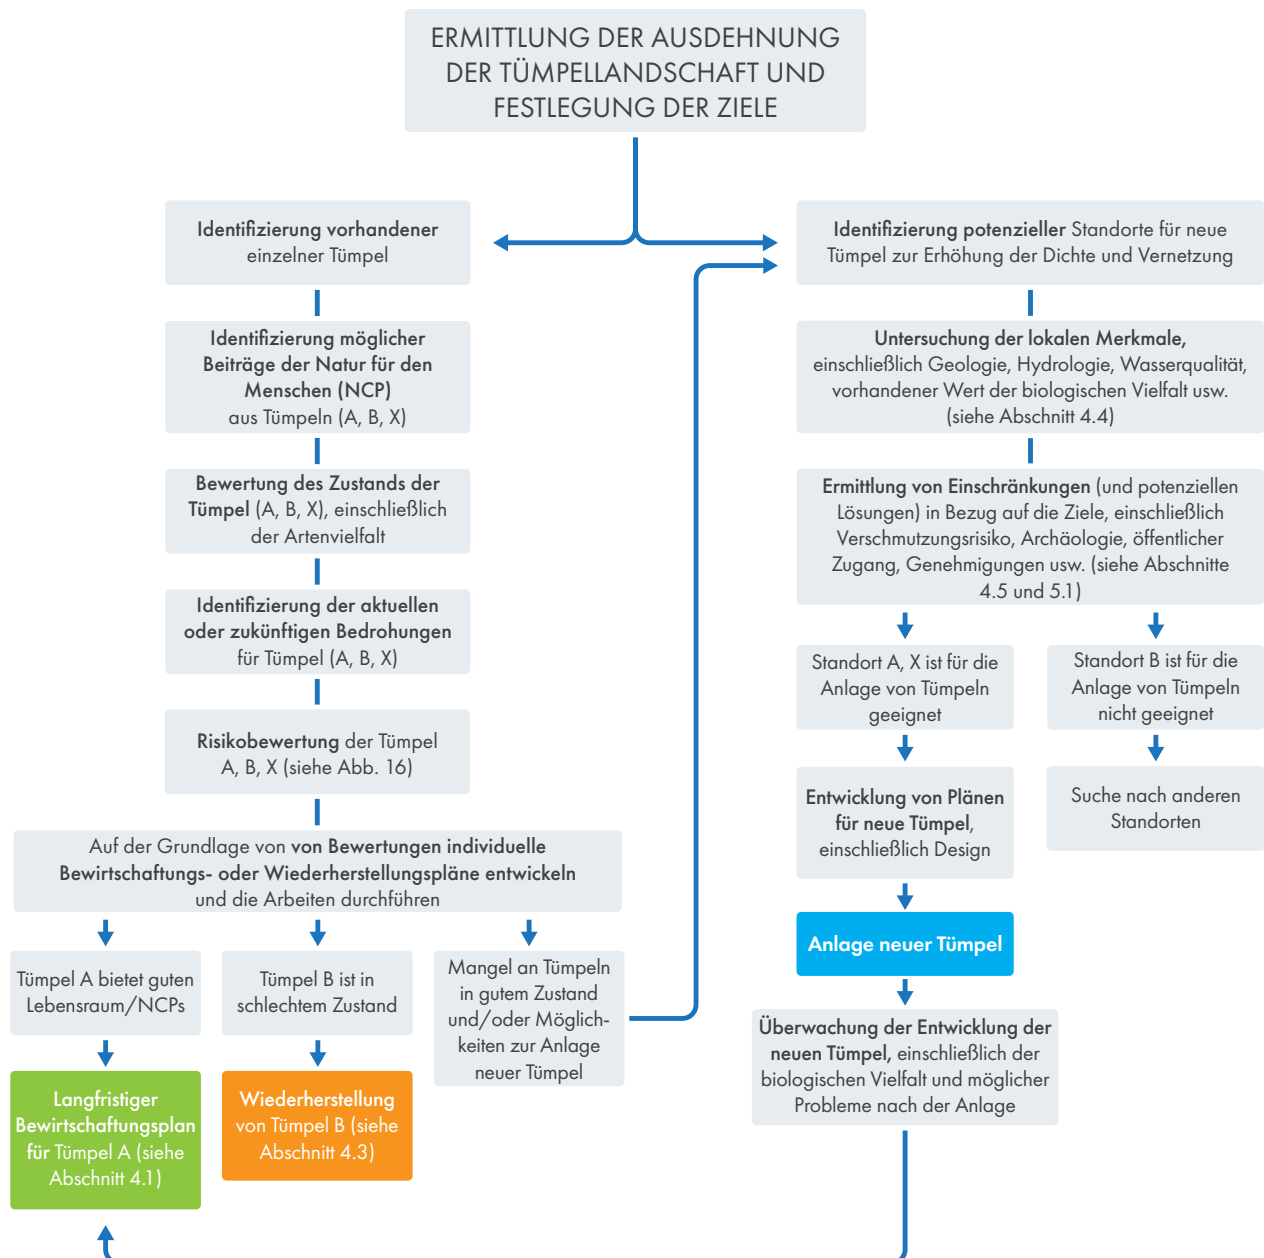 ERMITTLUNG DER AUSDEHNUNG
DER TÜMPELLANDSCHAFT UND
FESTLEGUNG DER ZIELE
Identifizierung vorhandener
einzelner Tümpel
Identifizierung möglicher
Beiträge der Natur für den
Menschen (NCP)
aus Tümpeln (A, B, X)
Bewertung des Zustands der
Tümpel (A, B, X), einschließlich
der Artenvielfalt
Identifizierung der aktuellen
oder zukünftigen Bedrohungen
für Tümpel (A, B, X)
Risikobewertung der Tümpel
A, B, X (siehe Abb. 16)
Auf der Grundlage von von Bewertungen individuelle
Bewirtschaftungs- oder Wiederherstellungspläne entwickeln
und die Arbeiten durchführen
Tümpel A bietet guten
Lebensraum/NCPs
Langfristiger
Bewirtschaftungsplan
für Tümpel A (siehe
Abschnitt 4.1)
Tümpel B ist in
schlechtem Zustand
Wiederherstellung
von Tümpel B (siehe
Abschnitt 4.3)
Mangel an Tümpeln
in gutem Zustand
und/oder Möglich-
keiten zur Anlage
neuer Tümpel
Identifizierung potenzieller Standorte für neue
Tümpel zur Erhöhung der Dichte und Vernetzung
Untersuchung der lokalen Merkmale,
einschließlich Geologie, Hydrologie, Wasserqualität,
vorhandener Wert der biologischen Vielfalt usw.
(siehe Abschnitt 4.4)
Ermittlung von Einschränkungen (und potenziellen
Lösungen) in Bezug auf die Ziele, einschließlich
Verschmutzungsrisiko, Archäologie, öffentlicher
Zugang, Genehmigungen usw. (siehe Abschnitte
4.5 und 5.1)
Standort A, X ist für die
Anlage von Tümpeln
geeignet
Entwicklung von Plänen
für neue Tümpel,
einschließlich Design
Anlage neuer Tümpel
Überwachung der Entwicklung der
neuen Tümpel, einschließlich der
biologischen Vielfalt und möglicher
Probleme nach der Anlage
Standort B ist für die
Anlage von Tümpeln
nicht geeignet
Suche nach anderen
Standorten